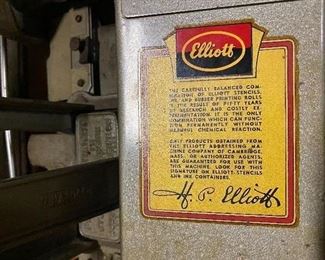 Elliott
THE CAREFULLY BALANCED COM-
BINATION OF ELLIOTT STENCILS,
INK AND RUBBER PRINTING ROLLS
IS THE RESULT OF FIFTY YEARS
OF RESEARCH AND COSTLY EX-
PERIMENTATION. IT IS THE ONLY
COMBINATION WHICH CAN FUNC-
TION PERMANENTLY WITHOUT
HARMFUL CHEMICAL REACTION.
ONLY PRODUCTS OBTAINED FROM
THE ELLIOTT ADDRESSING MA-
CHINE COMPANY OF CAMBRIDGE,
MASS. OR AUTHORIZED AGENTS,
ARE GUARANTEED FOR USE WITH
THIS MACHINE. LOOK FOR THIS
SIGNATURE ON ELLIOTT STENCILS
AND INK CONTAINERS.
H. P. Elliott